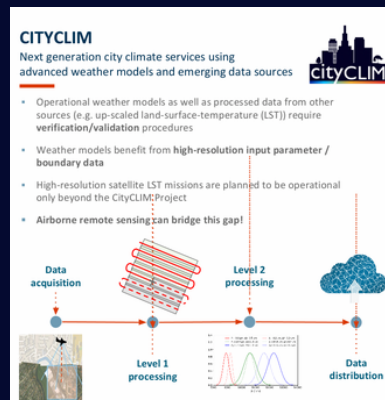 CITYCLIM
Next generation city climate services using
advanced weather models and emerging data sources
cityCLIM
Operational weather models as well as processed data from other
sources (e.g. up-scaled land-surface-temperature (LST)) require
verification/validation procedures
Weather models benefit from high-resolution input parameter /
boundary data
High-resolution satellite LST missions are planned to be operational
only beyond the CityCLIM Project
Airborne remote sensing can bridge this gap!
Data
acquisition
Level 2
processing
Level 1
processing
Data
distribution